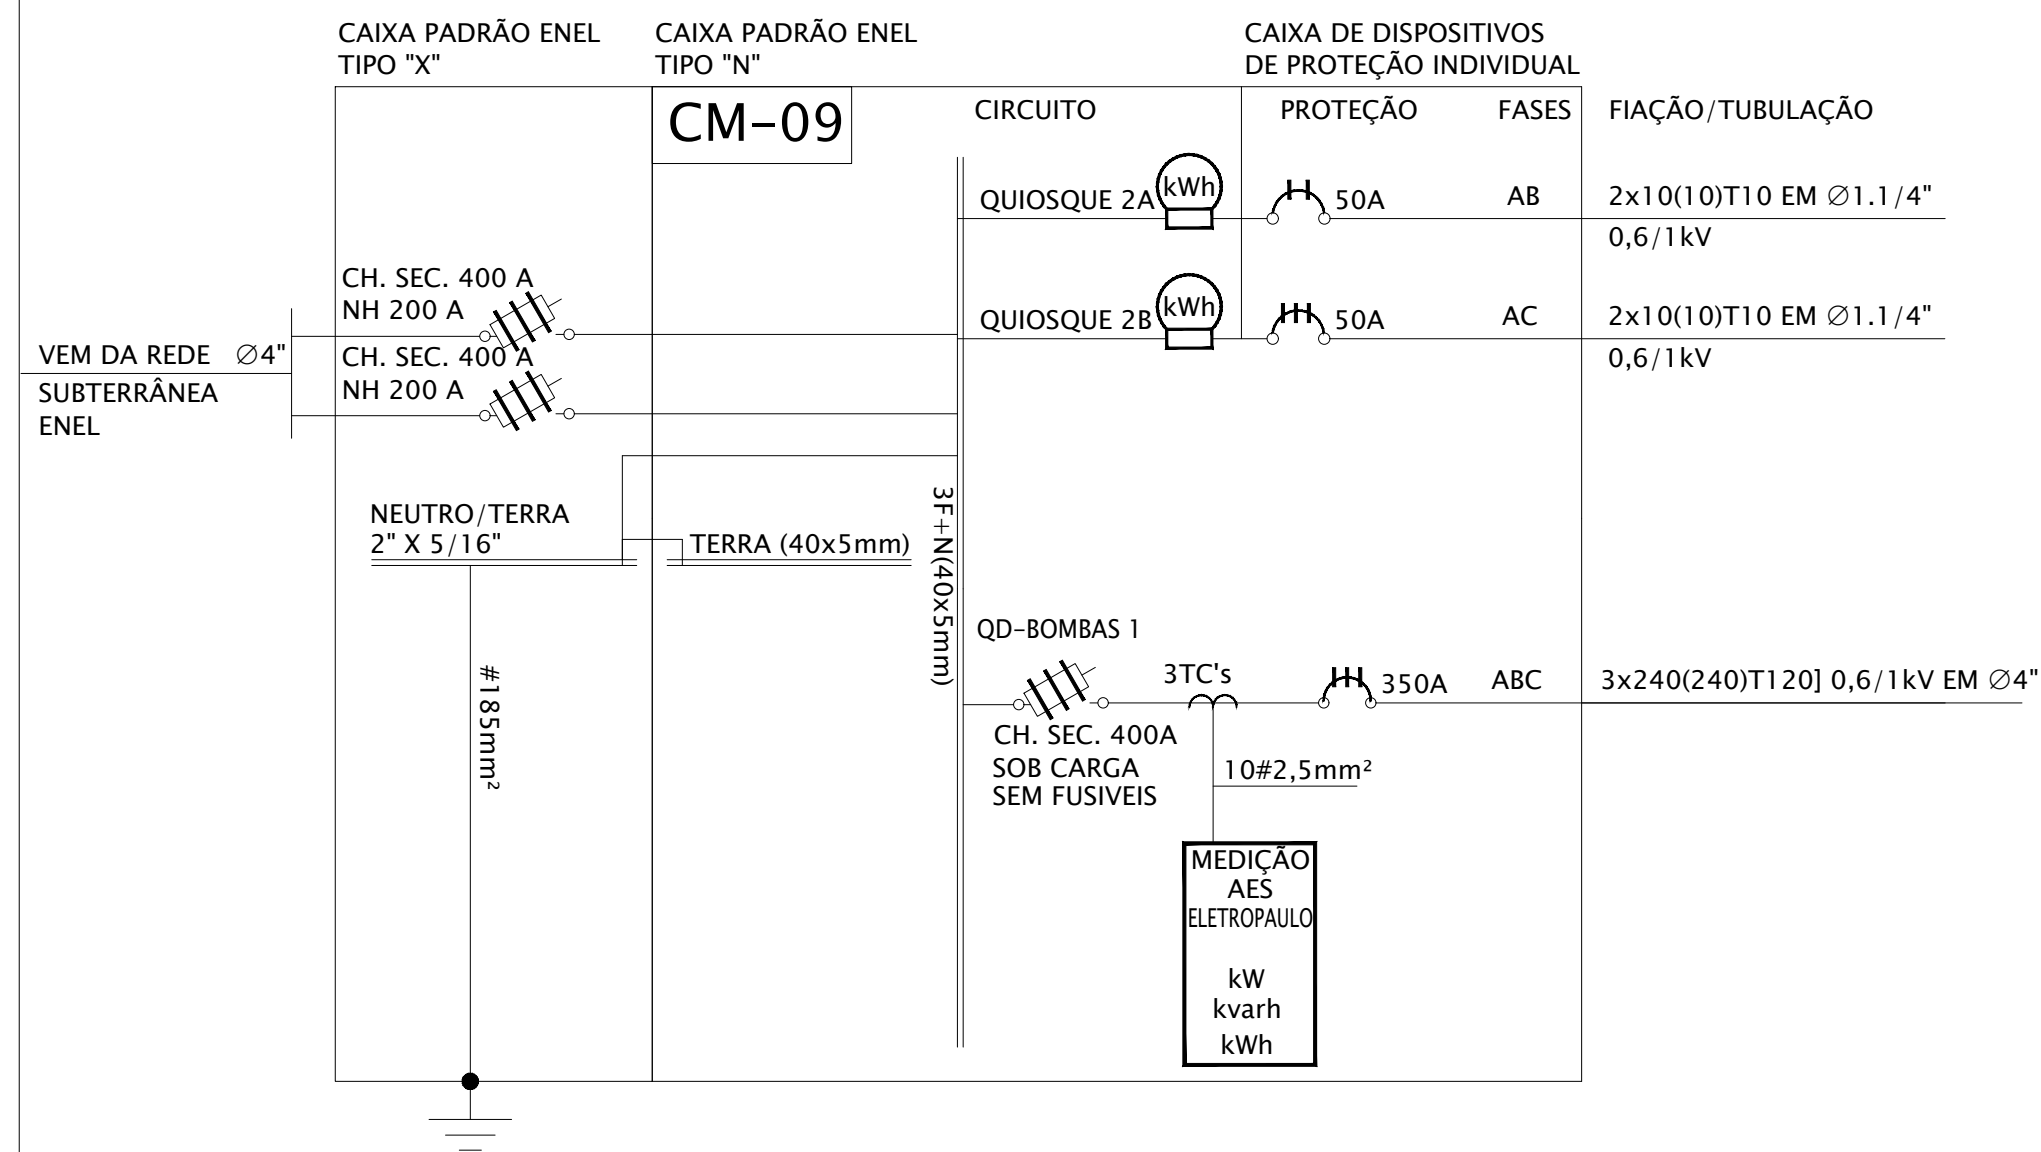 CAIXA PADRÃO ENEL
TIPO "X"
CAIXA PADRÃO ENEL
TIPO "N"
CAIXA DE DISPOSITIVOS
DE PROTEÇÃO INDIVIDUAL
CM-09
CIRCUITO
PROTEÇÃO
FASES
FIAÇÃO/TUBULAÇÃO
QUIOSQUE 2A
kWh
50A
AB
2x10(10)T10 EM ∅1.1/4"
0,6/1kV
CH. SEC. 400 A
NH 200 A
QUIOSQUE 2B
kWh
50A
AC
2x10(10)T10 EM ∅1.1/4"
0,6/1kV
VEM DA REDE ∅4"
SUBTERRÂNEA
ENEL
CH. SEC. 400 A
NH 200 A
NEUTRO/TERRA
2" X 5/16"
TERRA (40x5mm)
3F+N(40x5mm)
#185mm²
QD-BOMBAS 1
3TC's
350A
ABC
3x240(240)T120] 0,6/1kV EM ∅4"
CH. SEC. 400A
SOB CARGA
SEM FUSIVEIS
10#2,5mm²
MEDIÇÃO
AES
ELETROPAULO
kW
kvarh
kWh